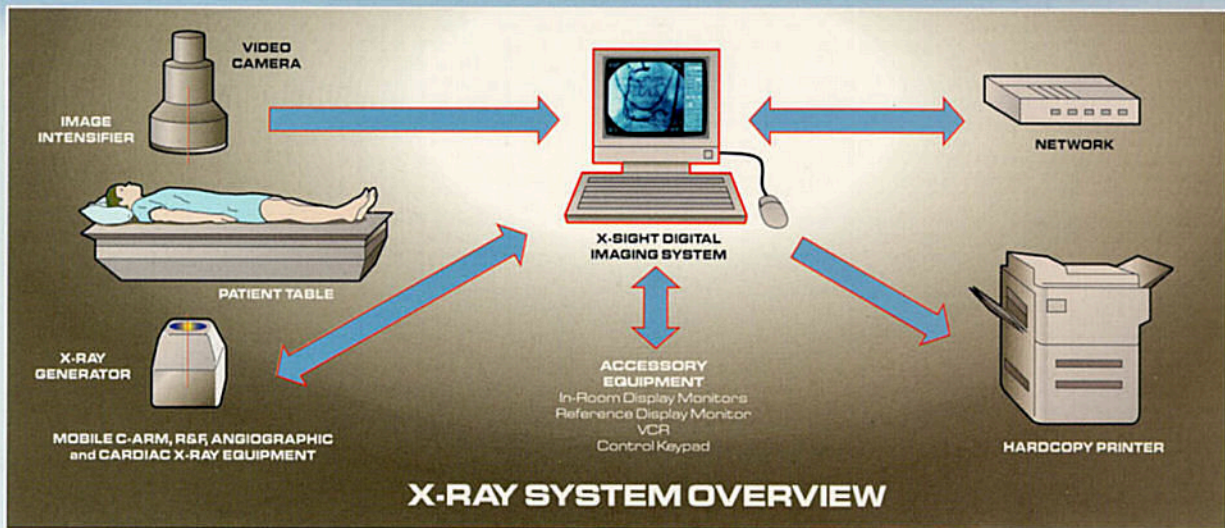 VIDEO
CAMERA
IMAGE
INTENSIFIER
PATIENT TABLE
X-RAY
GENERATOR
MOBILE C-ARM, R&F, ANGIOGRAPHIC
and CARDIAC X-RAY EQUIPMENT
X-SIGHT DIGITAL
IMAGING SYSTEM
ACCESSORY
EQUIPMENT
In-Room Display Monitors
Reference Display Monitor
VCR
Control Keypad
NETWORK
HARDCOPY PRINTER
X-RAY SYSTEM OVERVIEW